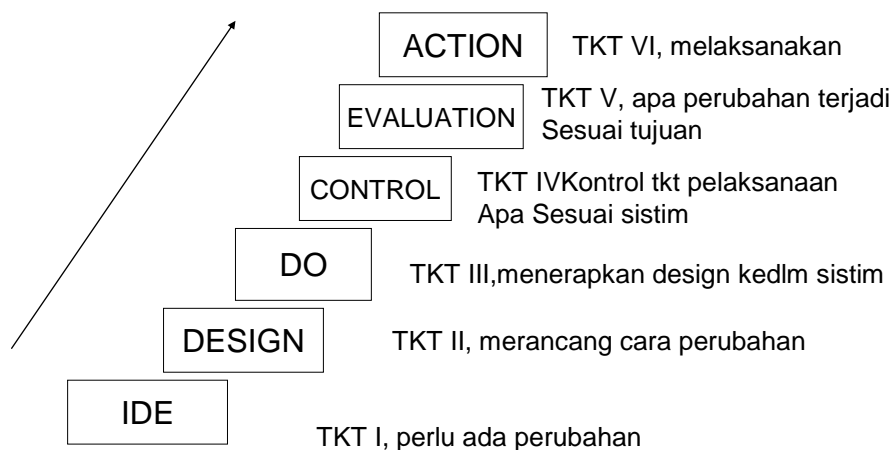 ACTION
TKT VI, melaksanakan
EVALUATION
TKT V, apa perubahan terjadi
Sesuai tujuan
CONTROL
TKT IVKontrol tkt pelaksanaan
Apa Sesuai sistim
DO
TKT III,menerapkan design kedlm sistim
DESIGN
TKT II, merancang cara perubahan
IDE
TKT I, perlu ada perubahan